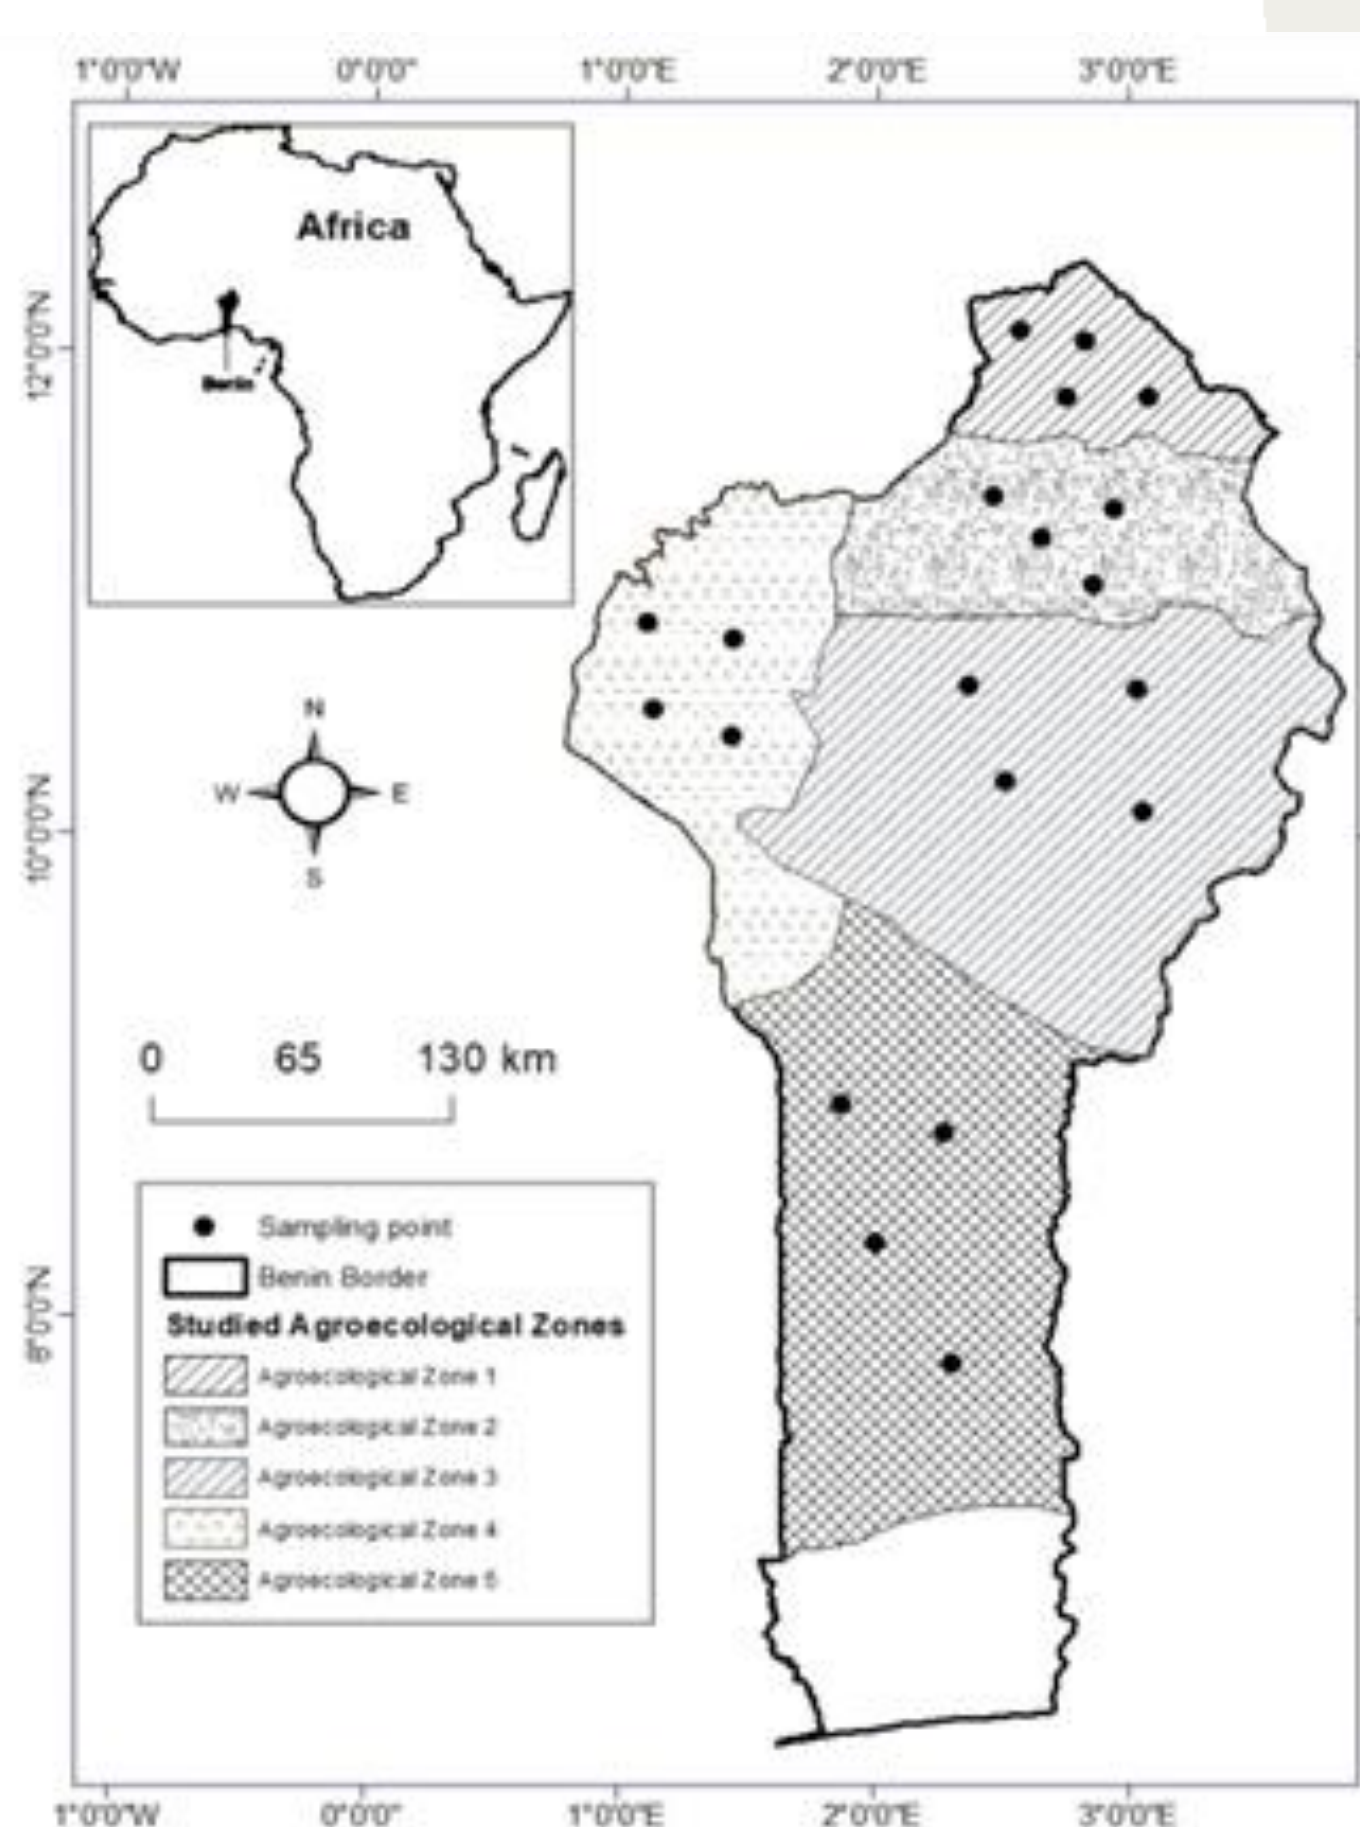 1°0'0"W 0°0'0" 1°0'0"E 2°0'0"E 3°0'0"E
Africa
Benin
12°0'0"N
10°0'0"N
8°0'0"N
N
W E
S
0 65 130 km
Sampling point
Benin Border
Studied Agroecological Zones
Agroecological Zone 1
Agroecological Zone 2
Agroecological Zone 3
Agroecological Zone 4
Agroecological Zone 5
1°0'0"W 0°0'0" 1°0'0"E 2°0'0"E 3°0'0"E